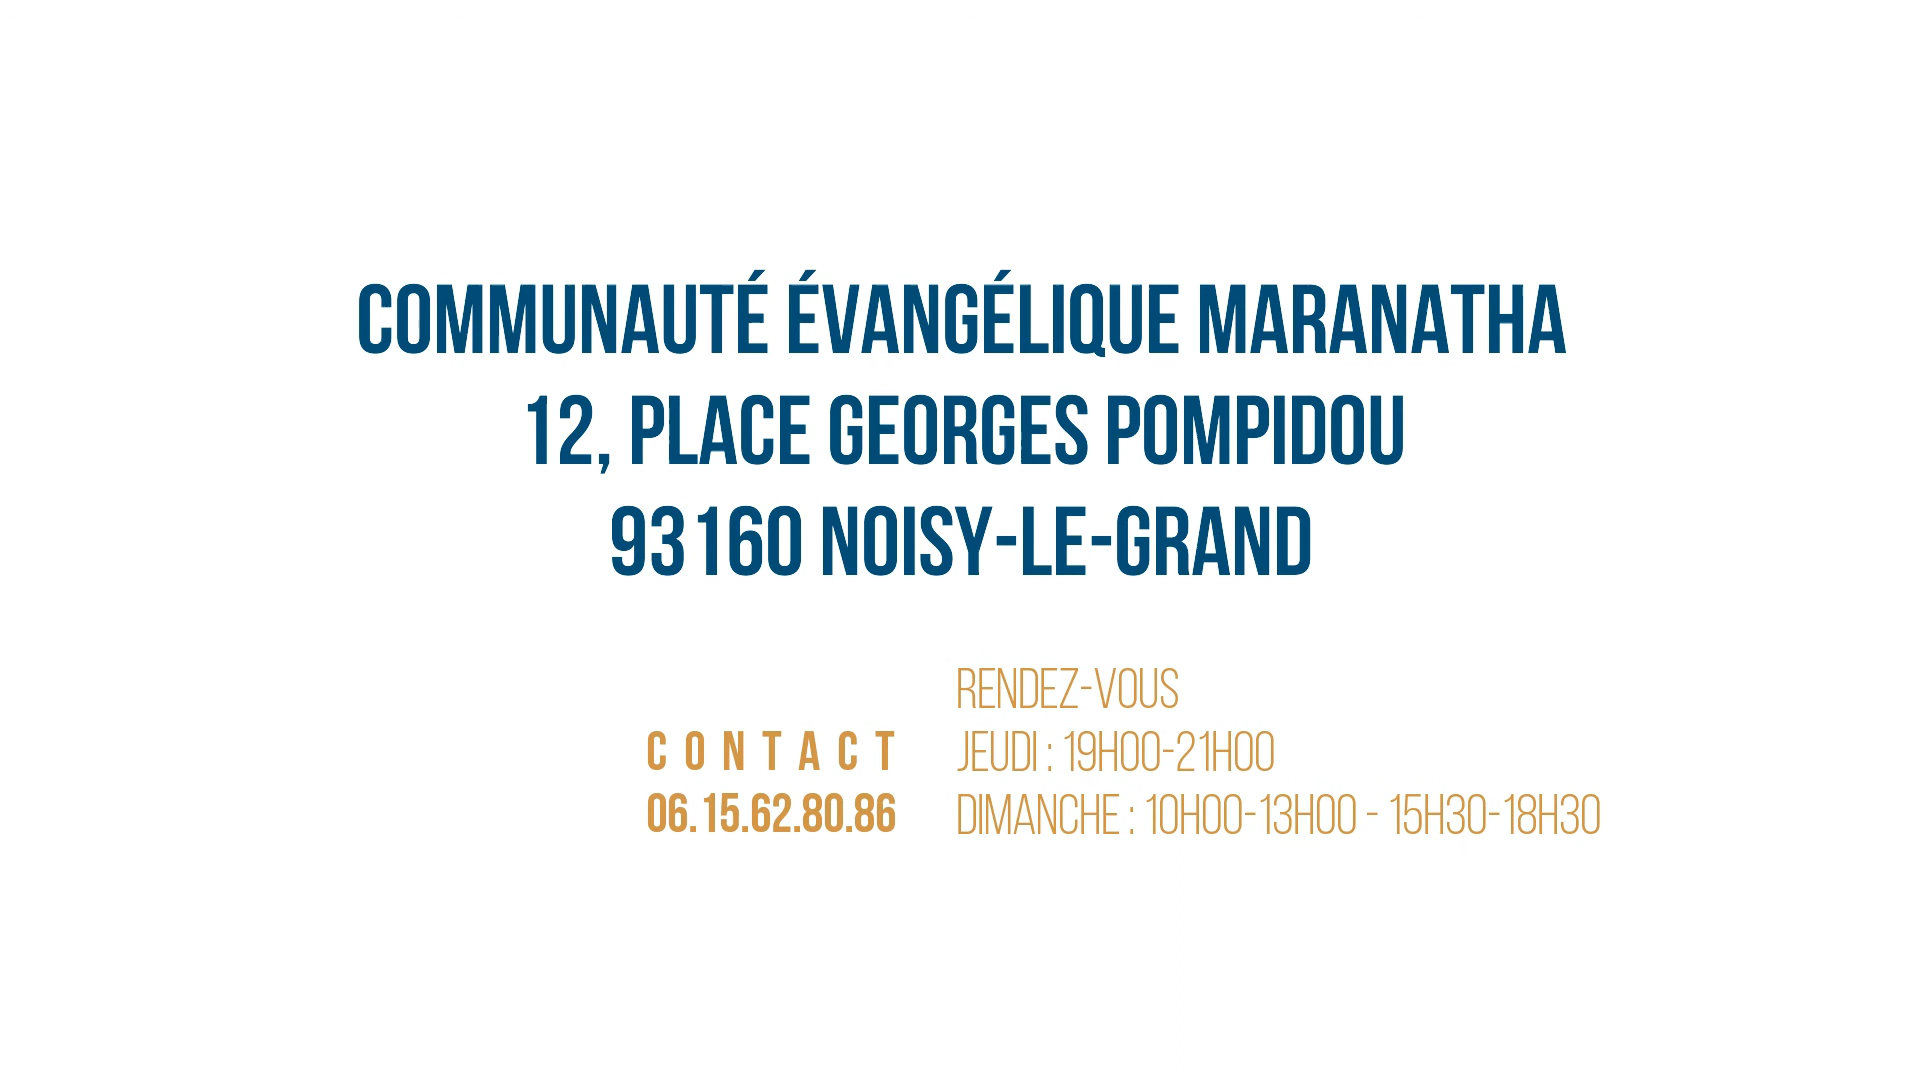 COMMUNAUTÉ ÉVANGÉLIQUE MARANATHA
12, PLACE GEORGES POMPIDOU
93160 NOISY-LE-GRAND
CONTACT
06.15.62.80.86
RENDEZ-VOUS
JEUDI : 19H00-21H00
DIMANCHE : 10H00-13H00 - 15H30-18H30